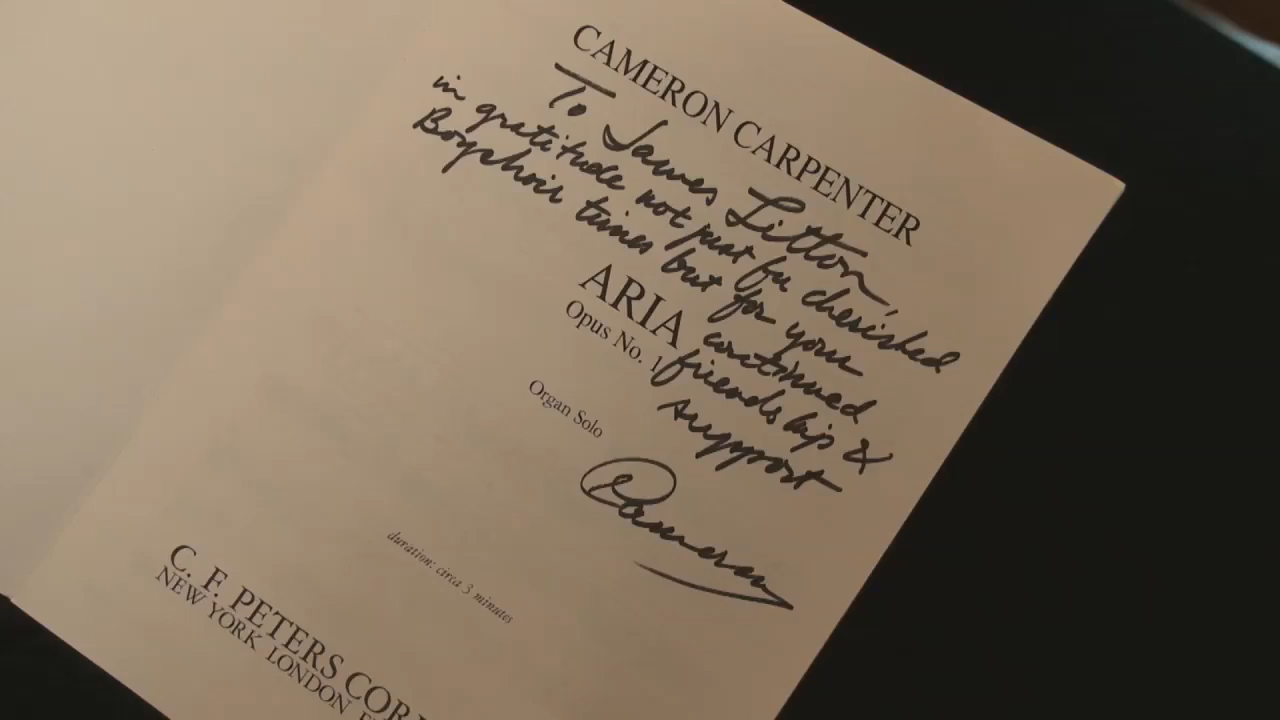 CAMERON CARPENTER
To James Litton,
in gratitude not just for cherished
Boychoir times but for your
continued
friendship &
support
ARIA
Opus No. 1
Organ Solo
Cameron
duration: circa 3 minutes
C. F. PETERS COR
NEW YORK LONDON